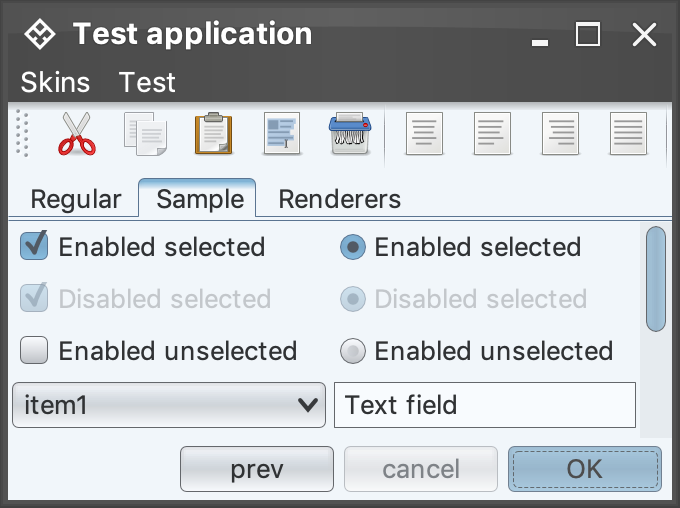 Test application
Skins Test
Regular Sample Renderers
Enabled selected Enabled selected
Disabled selected Disabled selected
Enabled unselected Enabled unselected
item1 Text field
prev cancel OK